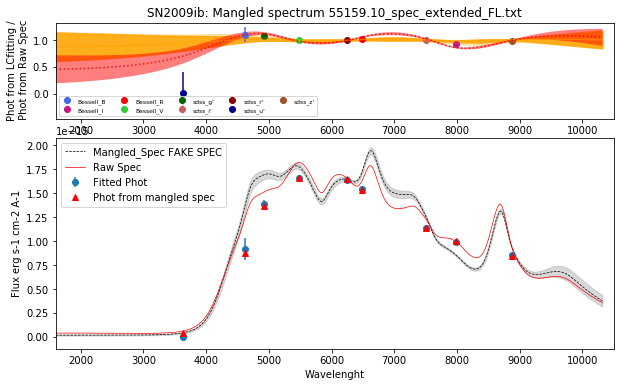 SN2009ib: Mangled spectrum 55159.10_spec_extended_FL.txt
Phot from LCfitting /
Phot from Raw Spec
1.0
0.5
0.0
Bessell_B
Bessell_R
sdss_g'
sdss_r'
sdss_z'
Bessell_I
Bessell_V
sdss_i'
sdss_u'
2000 3000 4000 5000 6000 7000 8000 9000 10000
Flux erg s-1 cm-2 A-1
2.00
1.75
1.50
1.25
1.00
0.75
0.50
0.25
0.00
Mangled_Spec FAKE SPEC
Raw Spec
Fitted Phot
Phot from mangled spec
2000 3000 4000 5000 6000 7000 8000 9000 10000
Wavelenght